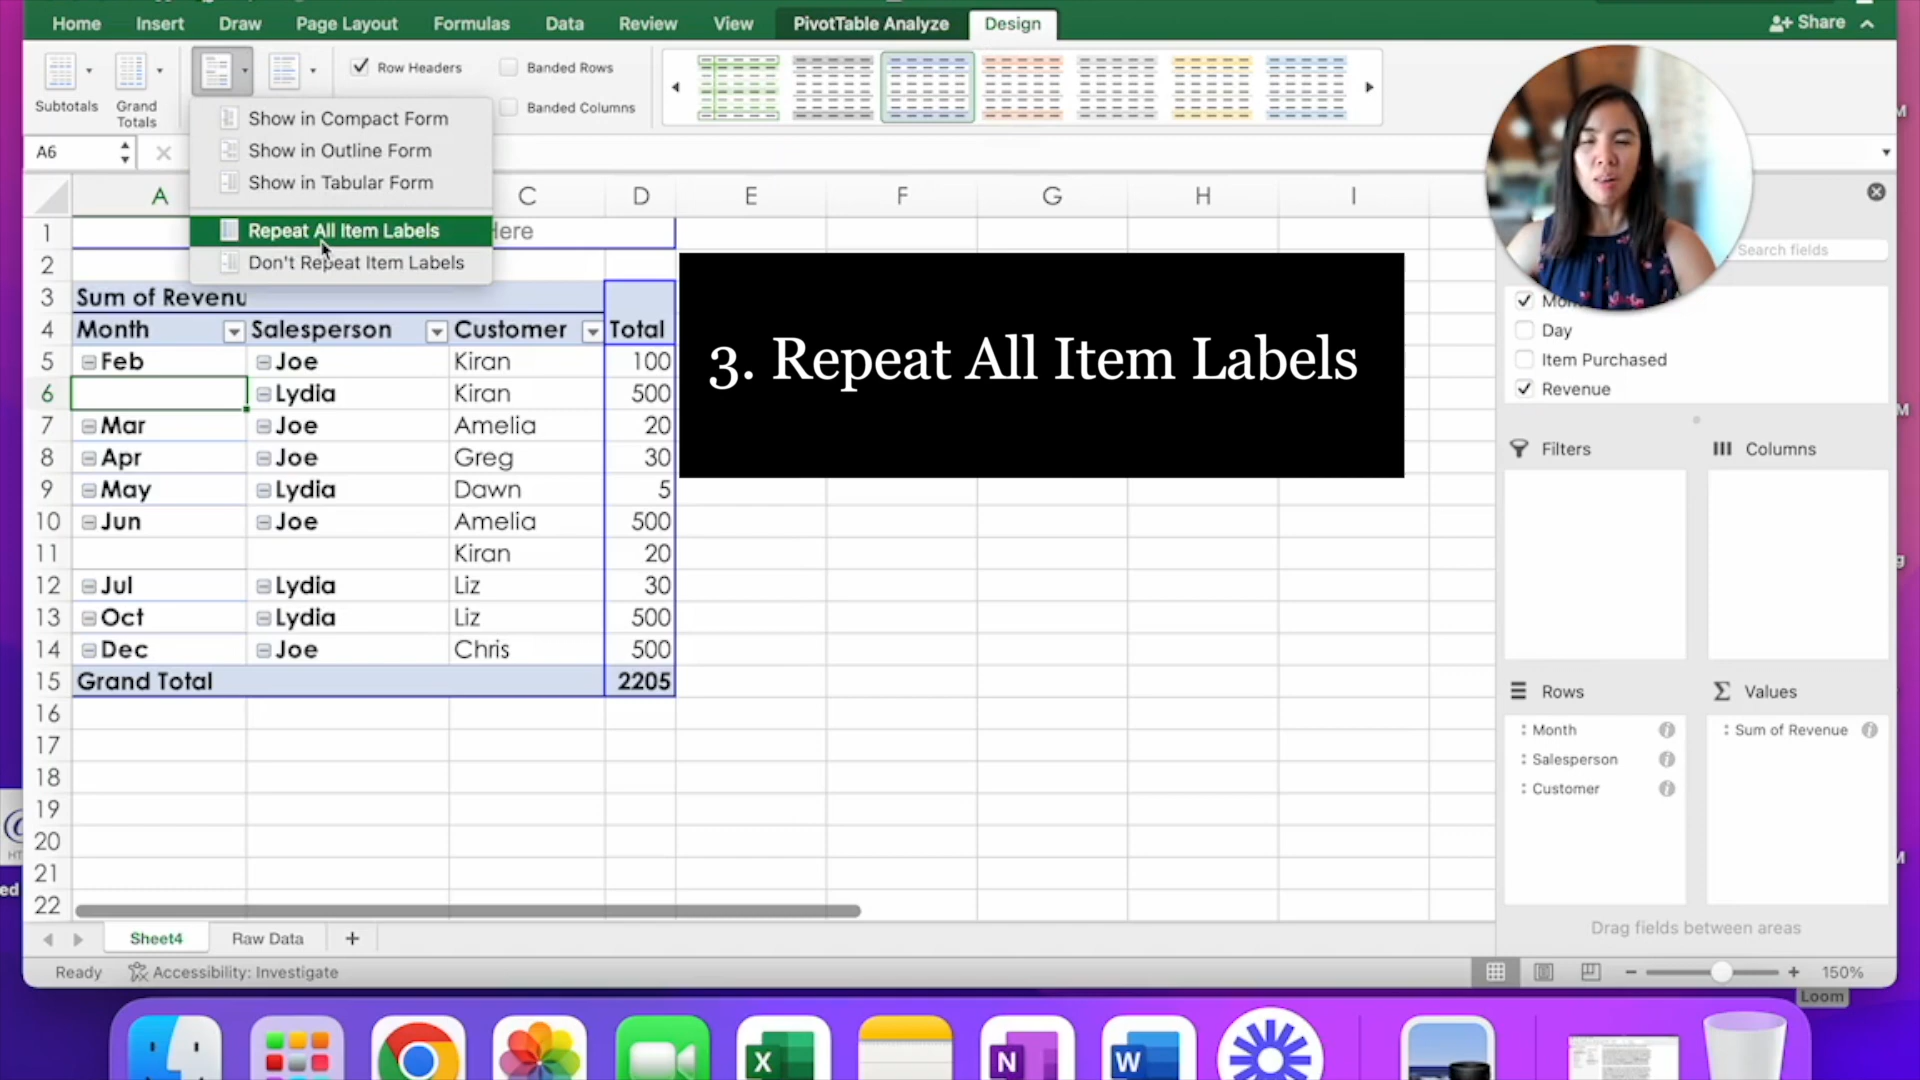 Home Insert Draw Page Layout Formulas Data Review View PivotTable Analyze Design Share
Subtotals
Grand Totals
Row Headers
Banded Rows
Banded Columns
Show in Compact Form
Show in Outline Form
Show in Tabular Form
Repeat All Item Labels
Don't Repeat Item Labels
A6
A C D E F G H I
1 Here
2
3 Sum of Revenu
4 Month Salesperson Customer Total
5 Feb Joe Kiran 100
6 Lydia Kiran 500
7 Mar Joe Amelia 20
8 Apr Joe Greg 30
9 May Lydia Dawn 5
10 Jun Joe Amelia 500
11 Kiran 20
12 Jul Lydia Liz 30
13 Oct Lydia Liz 500
14 Dec Joe Chris 500
15 Grand Total 2205
16
17
18
19
20
21
22
3. Repeat All Item Labels
Search fields
Day
Item Purchased
Revenue
Filters
Columns
Rows
Values
Month
Salesperson
Customer
Sum of Revenue
Drag fields between areas
Sheet4 Raw Data +
Ready Accessibility: Investigate
150%
Loom
X
N
W